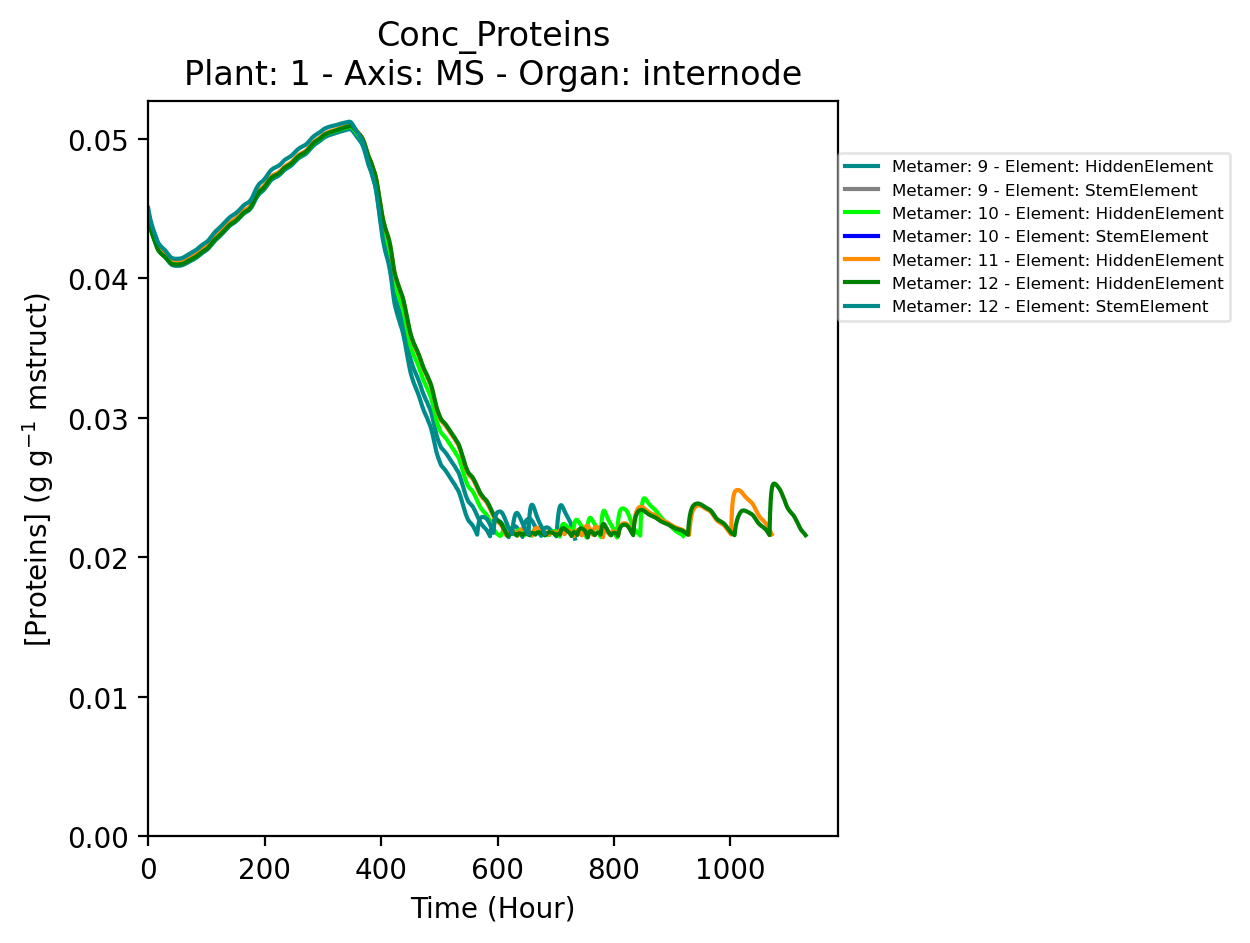 Conc_Proteins
Plant: 1 - Axis: MS - Organ: internode
[Proteins] (g g⁻¹ mstruct)
0.05
0.04
0.03
0.02
0.01
0.00
0 200 400 600 800 1000
Time (Hour)
Metamer: 9 - Element: HiddenElement
Metamer: 9 - Element: StemElement
Metamer: 10 - Element: HiddenElement
Metamer: 10 - Element: StemElement
Metamer: 11 - Element: HiddenElement
Metamer: 12 - Element: HiddenElement
Metamer: 12 - Element: StemElement